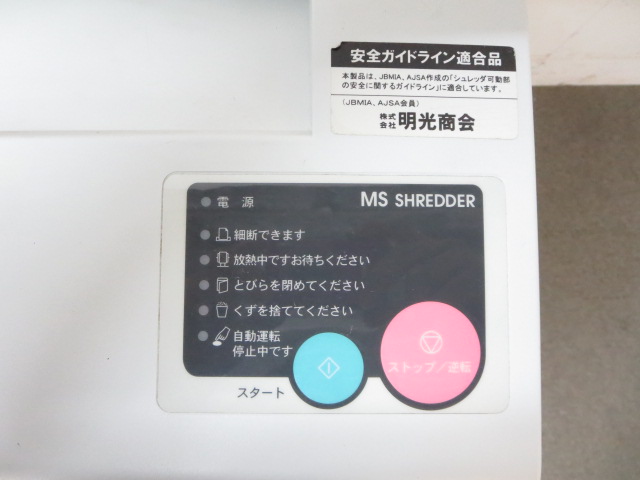 安全ガイドライン適合品
本製品は、JBMIA、AJSA作成の「シュレッダ可動部
の安全に関するガイドライン」に適合しています。
（JBMIA、AJSA会員）
株式会社 明光商会
電 源
MS SHREDDER
細断できます
放熱中ですお待ちください
とびらを閉めてください
くずを捨ててください
自動運転
停止中です
ストップ／逆転
スタート